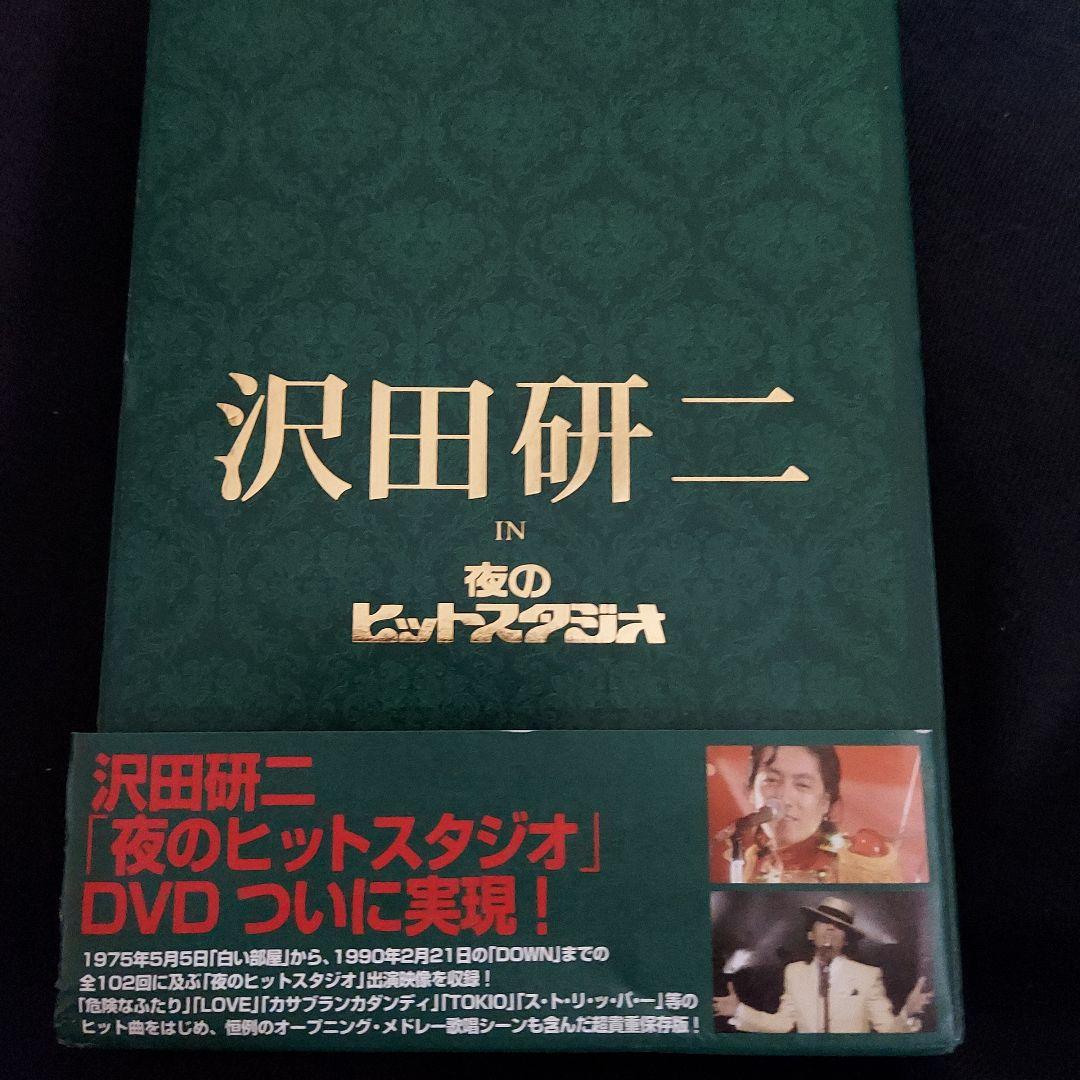 沢田研二
IN
夜の
ヒットスタジオ
沢田研二
「夜のヒットスタジオ」
DVD ついに実現！
1975年5月5日「白い部屋」から、1990年2月21日の「DOWN」までの
全102回に及ぶ「夜のヒットスタジオ」出演映像を収録！
「危険なふたり」「LOVE」「カサブランカダンディ」「TOKIO」「ス・ト・リ・ッ・パ・ー」等の
ヒット曲をはじめ、恒例のオープニング・メドレー歌唱シーンも含んだ超貴重保存版！